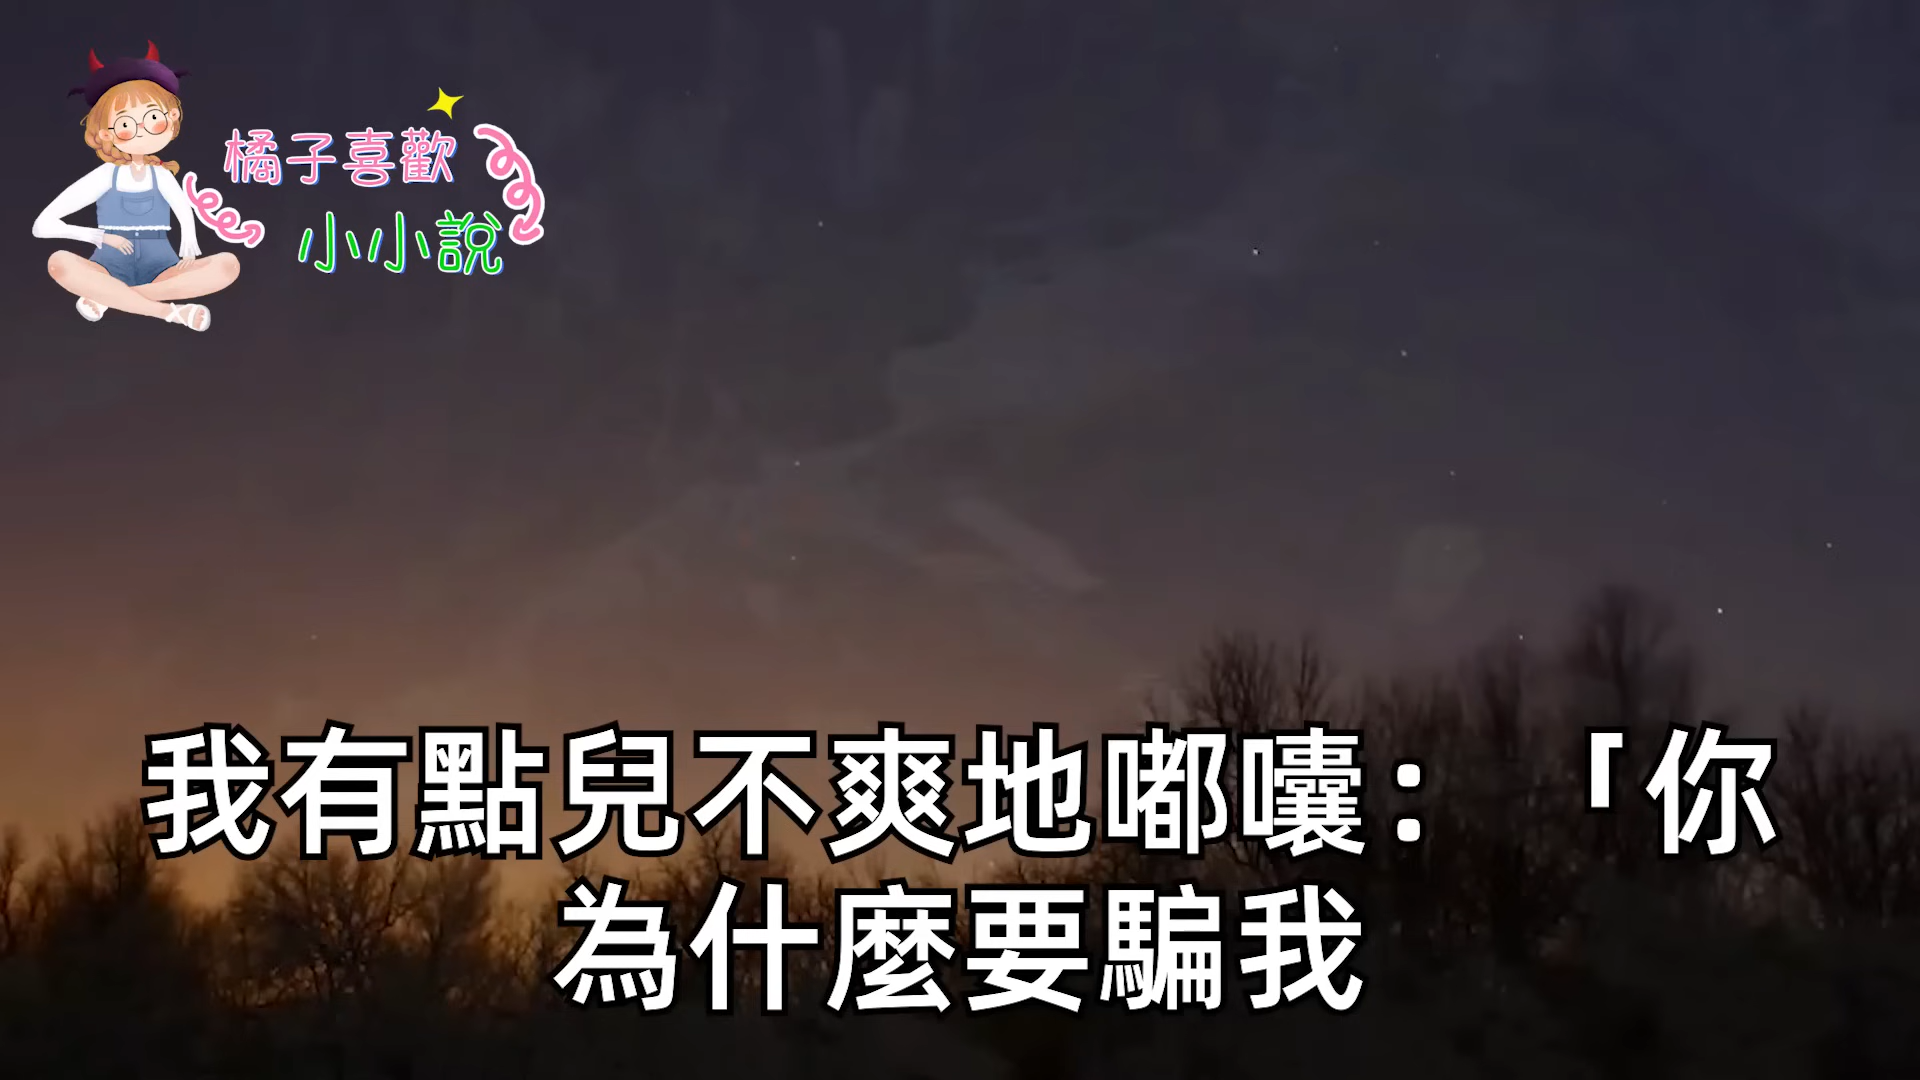 橘子喜歡
小小說
我有點兒不爽地嘟囔：「你
為什麼要騙我